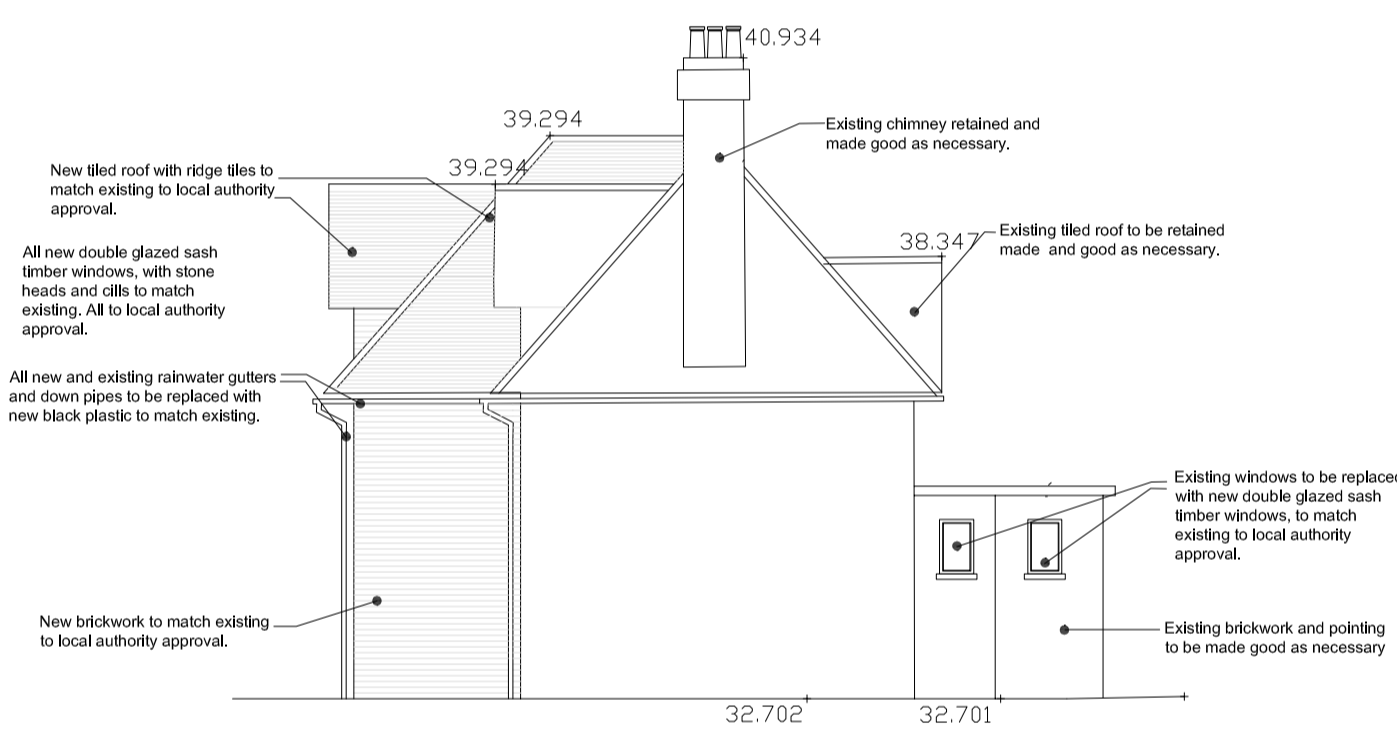 40.934
39.294
Existing chimney retained and
made good as necessary.
39.294
New tiled roof with ridge tiles to
match existing to local authority
approval.
Existing tiled roof to be retained
made  and good as necessary.
38.347
All new double glazed sash
timber windows, with stone
heads and cills to match
existing. All to local authority
approval.
All new and existing rainwater gutters
and down pipes to be replaced with
new black plastic to match existing.
Existing windows to be replaced
with new double glazed sash
timber windows, to match
existing to local authority
approval.
New brickwork to match existing
to local authority approval.
Existing brickwork and pointing
to be made good as necessary
32.702
32.701